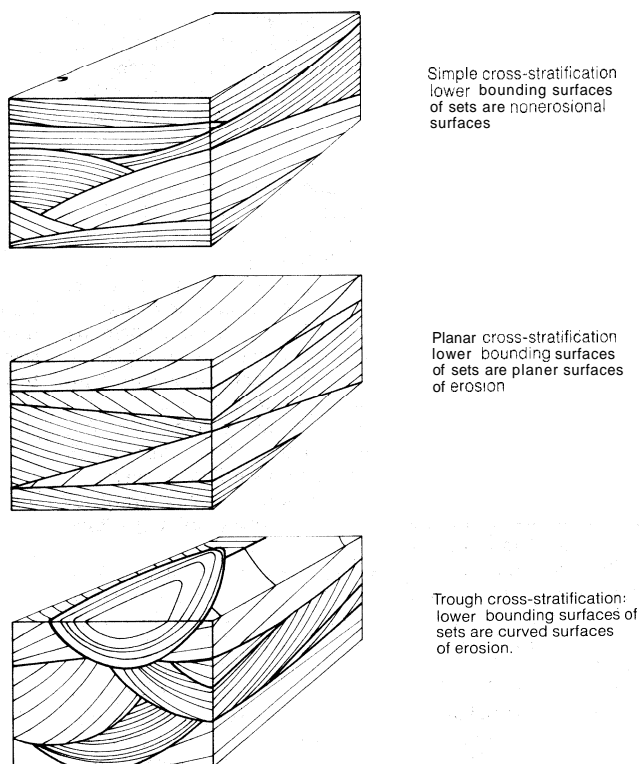 Simple cross-stratification
lower bounding surfaces
of sets are nonerosional
surfaces
Planar cross-stratification
lower bounding surfaces
of sets are planer surfaces
of erosion
Trough cross-stratification:
lower bounding surfaces of
sets are curved surfaces
of erosion.